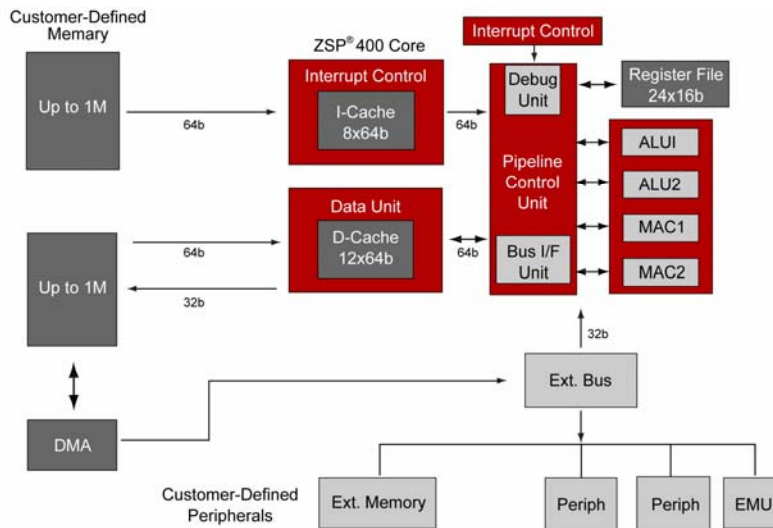 Customer-Defined
Memary
ZSP® 400 Core
Interrupt Control
Up to 1M
64b
Interrupt Control
I-Cache
8x64b
64b
Debug
Unit
Register File
24x16b
Pipeline
Control
Unit
ALUI
ALU2
MAC1
MAC2
Up to 1M
64b
32b
Data Unit
D-Cache
12x64b
64b
Bus I/F
Unit
32b
Ext. Bus
DMA
Customer-Defined
Peripherals
Ext. Memory
Periph
Periph
EMU